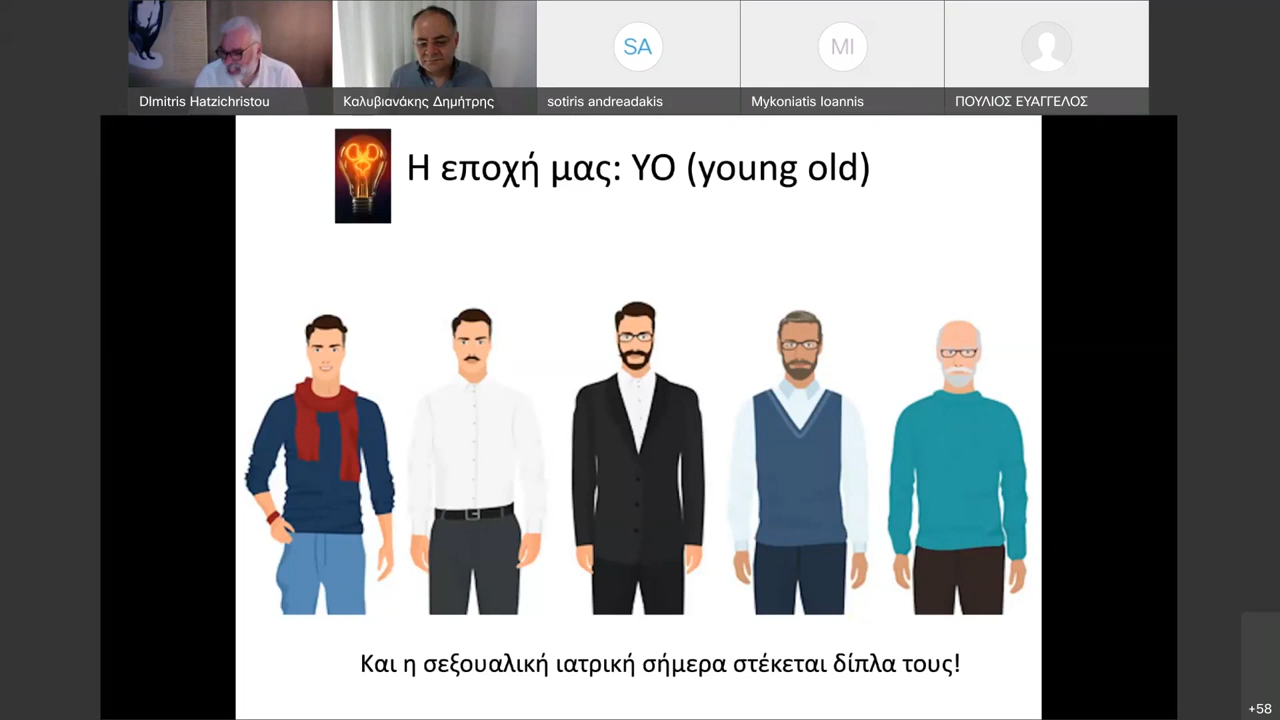 SA
MI
DImitris Hatzichristou
Καλυβιανάκης Δημήτρης
sotiris andreadakis
Mykoniatis Ioannis
ΠΟΥΛΙΟΣ ΕΥΑΓΓΕΛΟΣ
Η εποχή μας: YO (young old)
Και η σεξουαλική ιατρική σήμερα στέκεται δίπλα τους!
+58